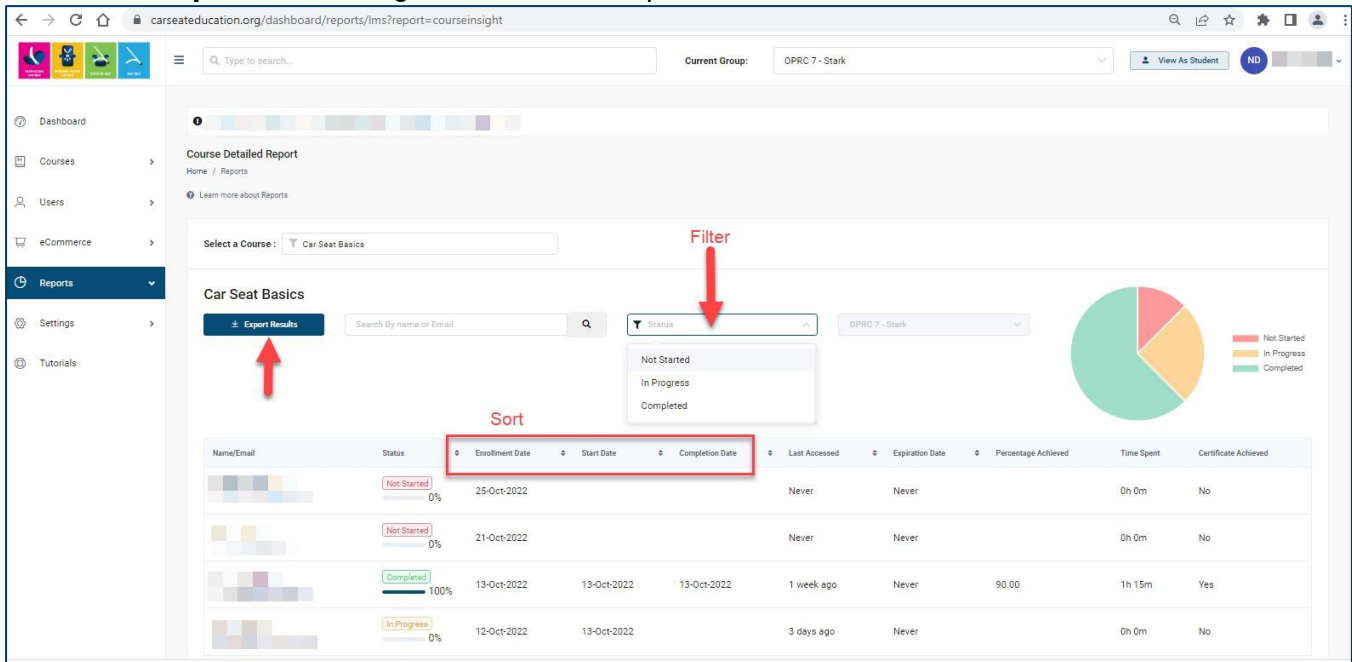 carseateducation.org/dashboard/reports/lms?report=courseinsight
Type to search...
Current Group:
OPRC 7 - Stark
View As Student
ND
Dashboard
Courses
Users
eCommerce
Reports
Settings
Tutorials
Course Detailed Report
Home / Reports
Learn more about Reports
Select a Course :
Car Seat Basics
Filter
Car Seat Basics
Export Results
Search By name or Email
Status
OPRC 7 - Stark
Not Started
In Progress
Completed
Not Started
In Progress
Completed
Sort
Name/Email Status Enrollment Date Start Date Completion Date Last Accessed Expiration Date Percentage Achieved Time Spent Certificate Achieved
Not Started
0% 25-Oct-2022 Never Never 0h 0m No
Not Started
0% 21-Oct-2022 Never Never 0h 0m No
Completed
100% 13-Oct-2022 13-Oct-2022 13-Oct-2022 1 week ago Never 90.00 1h 15m Yes
In Progress
0% 12-Oct-2022 13-Oct-2022 3 days ago Never 0h 0m No